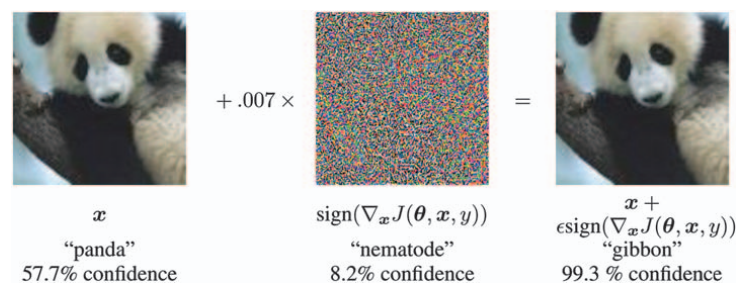 + .007 ×
=
x
sign(∇ₓJ(θ, x, y))
x +
ϵsign(∇ₓJ(θ, x, y))
“panda”
“nematode”
“gibbon”
57.7% confidence
8.2% confidence
99.3 % confidence